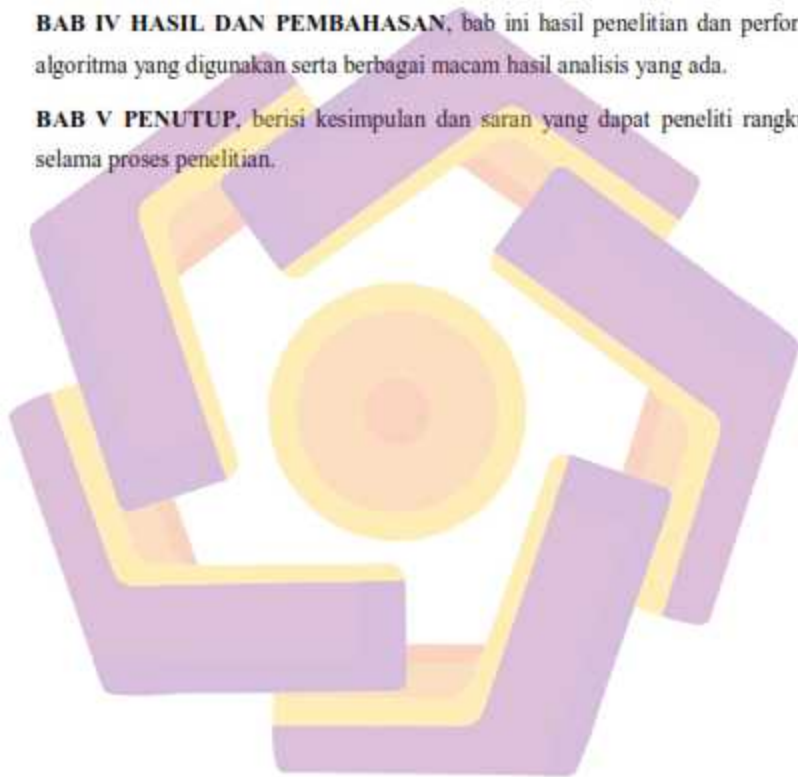 BAB IV HASIL DAN PEMBAHASAN, bab ini hasil penelitian dan perfor
algoritma yang digunakan serta berbagai macam hasil analisis yang ada.
BAB V PENUTUP, berisi kesimpulan dan saran yang dapat peneliti rangku
selama proses penelitian.